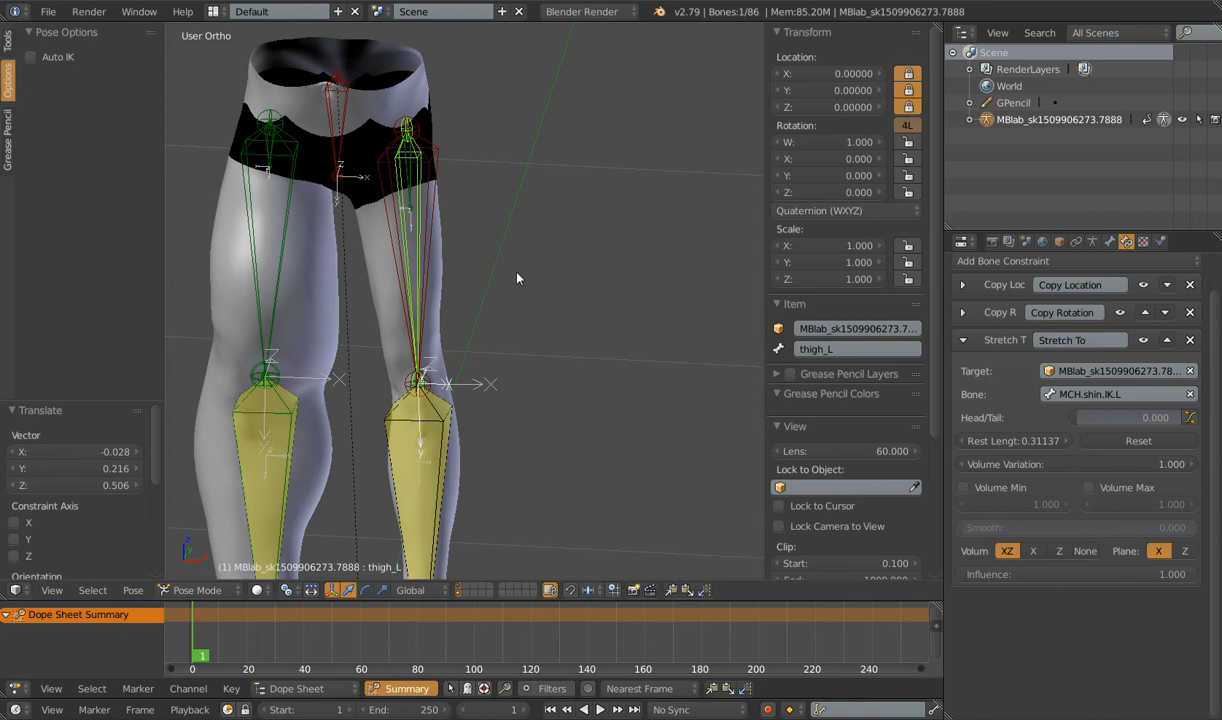 File Render Window Help Default Scene Blender Render v2.79 | Bones:1/86 | Mem:85.20M | MBlab_sk1509906273.7888
Tools
Options
Grease Pencil
Pose Options
Auto IK
Translate
Vector
X: -0.028
Y: 0.216
Z: 0.506
Constraint Axis
X
Y
Z
Orientation
User Ortho
(1) MBlab_sk1509906273.7888 : thigh_L
View Select Pose Pose Mode Global
Transform
Location:
X: 0.00000
Y: 0.00000
Z: 0.00000
Rotation: 4L
W: 1.000
X: 0.000
Y: 0.000
Z: 0.000
Quaternion (WXYZ)
Scale:
X: 1.000
Y: 1.000
Z: 1.000
Item
MBlab_sk1509906273.7...
thigh_L
Grease Pencil Layers
Grease Pencil Colors
View
Lens: 60.000
Lock to Object:
Lock to Cursor
Lock Camera to View
Clip:
Start: 0.100
View Search All Scenes
Scene
RenderLayers
World
GPencil
MBlab_sk1509906273.7888
Add Bone Constraint
Copy Loc Copy Location
Copy R Copy Rotation
Stretch T Stretch To
Target: MBlab_sk1509906273.78...
Bone: MCH.shin.IK.L
Head/Tail: 0.000
Rest Length: 0.31137 Reset
Volume Variation: 1.000
Volume Min Volume Max
1.000 1.000
Smooth: 0.000
Volum XZ X Z None Plane: X Z
Influence: 1.000
Dope Sheet Summary
1
0 20 40 60 80 100 120 140 160 180 200 220 240
View Select Marker Channel Key Dope Sheet Summary Filters Nearest Frame
View Marker Frame Playback Start: 1 End: 250 1 No Sync